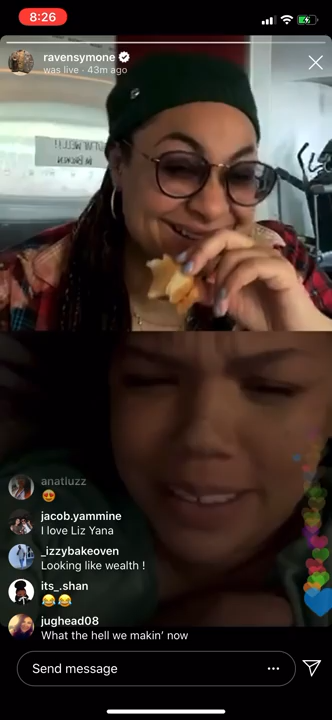 8:26
ravensymone
was live · 43m ago
anatluzz
😍
jacob.yammine
I love Liz Yana
_izzybakeoven
Looking like wealth !
its_.shan
😂😂
jughead08
What the hell we makin’ now
Send message